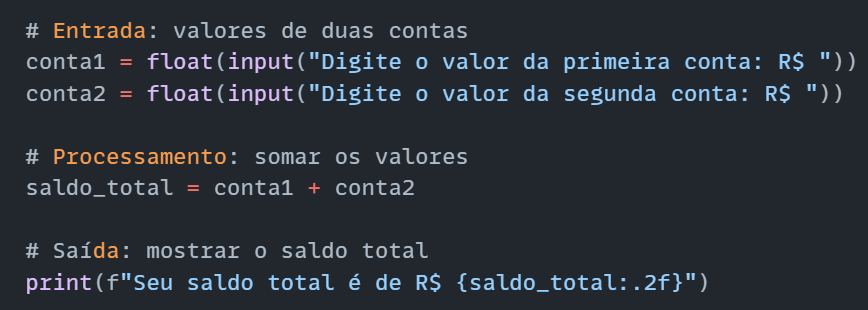 # Entrada: valores de duas contas
conta1 = float(input("Digite o valor da primeira conta: R$ "))
conta2 = float(input("Digite o valor da segunda conta: R$ "))
# Processamento: somar os valores
saldo_total = conta1 + conta2
# Saída: mostrar o saldo total
print(f"Seu saldo total é de R$ {saldo_total:.2f}")